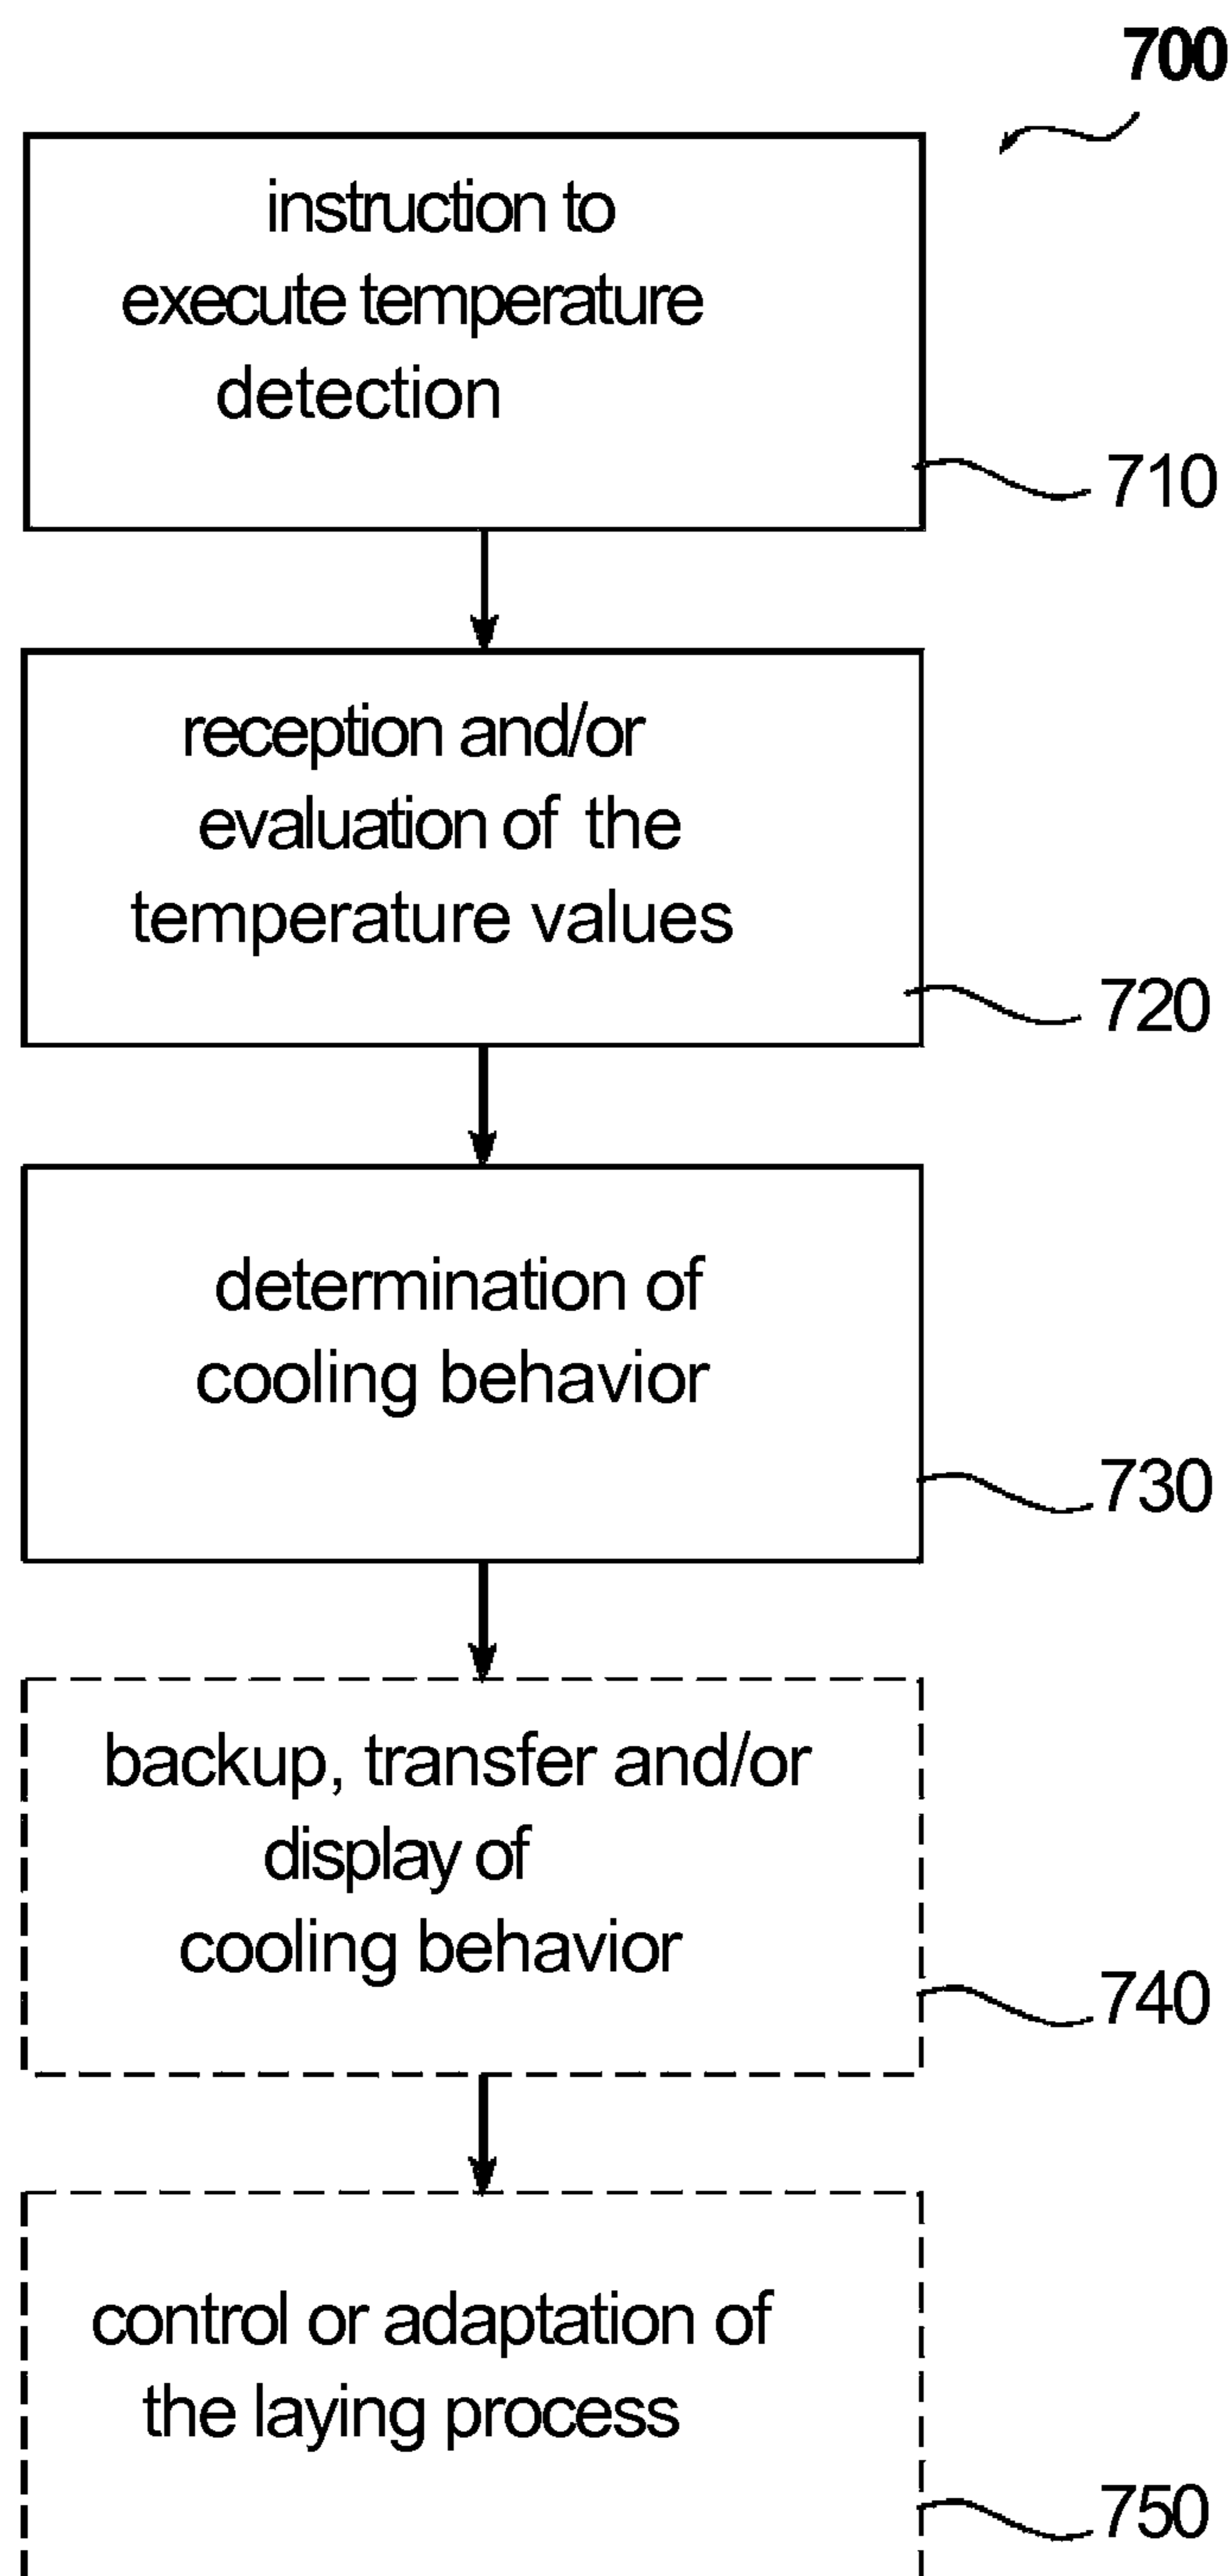 700
instruction to
execute temperature
detection
710
reception and/or
evaluation of the
temperature values
720
determination of
cooling behavior
730
backup, transfer and/or
display of
cooling behavior
740
control or adaptation of
the laying process
750